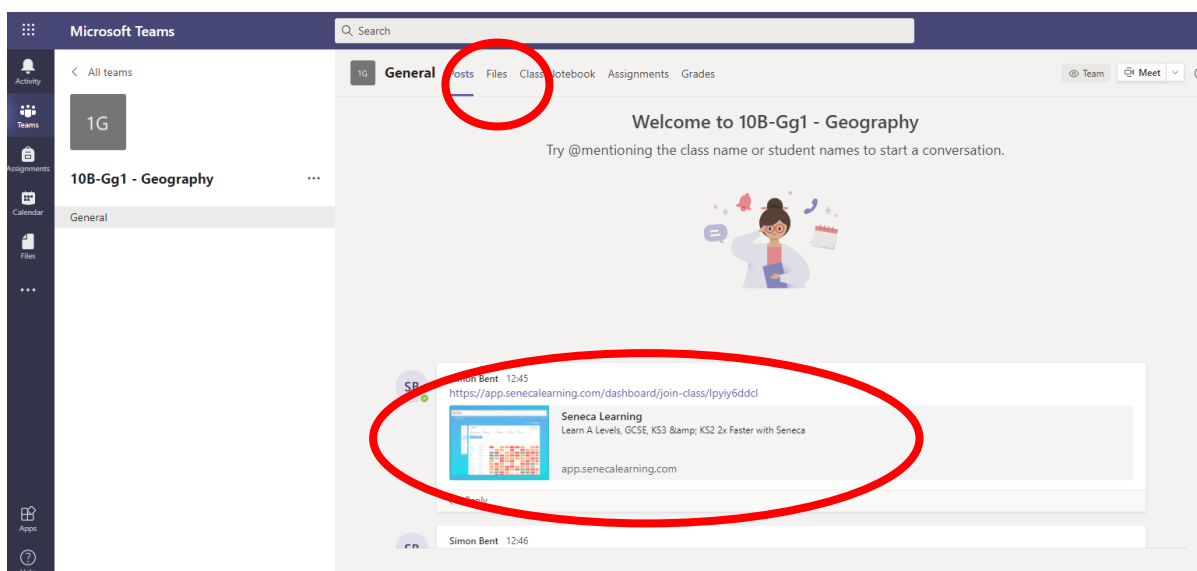 Microsoft Teams
Search
Activity
Teams
Assignments
Calendar
Files
Apps
All teams
1G
10B-Gg1 - Geography
...
General
1G General Posts Files Class Notebook Assignments Grades
Team Meet
Welcome to 10B-Gg1 - Geography
Try @mentioning the class name or student names to start a conversation.
SB Simon Bent 12:45
https://app.senecalearning.com/dashboard/join-class/lpyiy6ddcl
Seneca Learning
Learn A Levels, GCSE, KS3 &amp; KS2 2x Faster with Seneca
app.senecalearning.com
Reply
Simon Bent 12:46